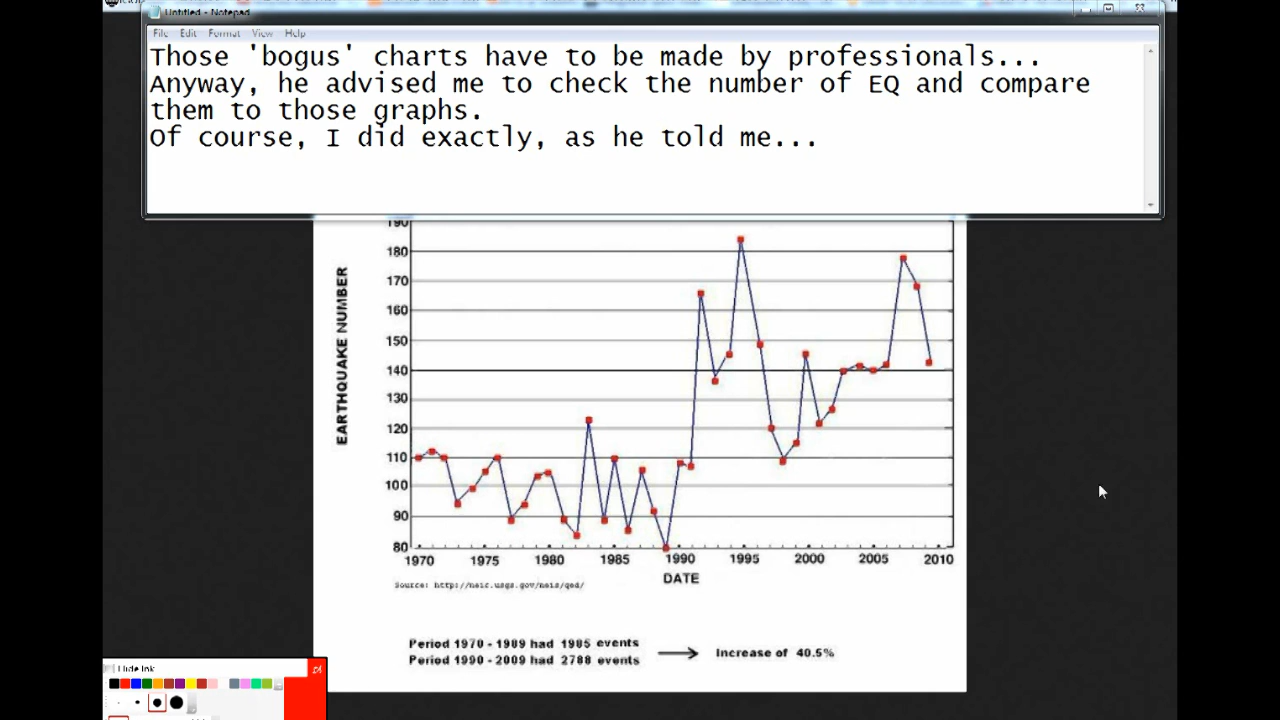 Untitled - Notepad
File Edit Format View Help
Those 'bogus' charts have to be made by professionals...
Anyway, he advised me to check the number of EQ and compare
them to those graphs.
Of course, I did exactly, as he told me...
190
180
170
160
150
140
130
120
110
100
90
80
EARTHQUAKE NUMBER
1970 1975 1980 1985 1990 1995 2000 2005 2010
DATE
Source: http://neic.usgs.gov/neis/qed/
Period 1970 - 1989 had 1985 events
Period 1990 - 2009 had 2788 events
Increase of 40.5%
Hide Ink